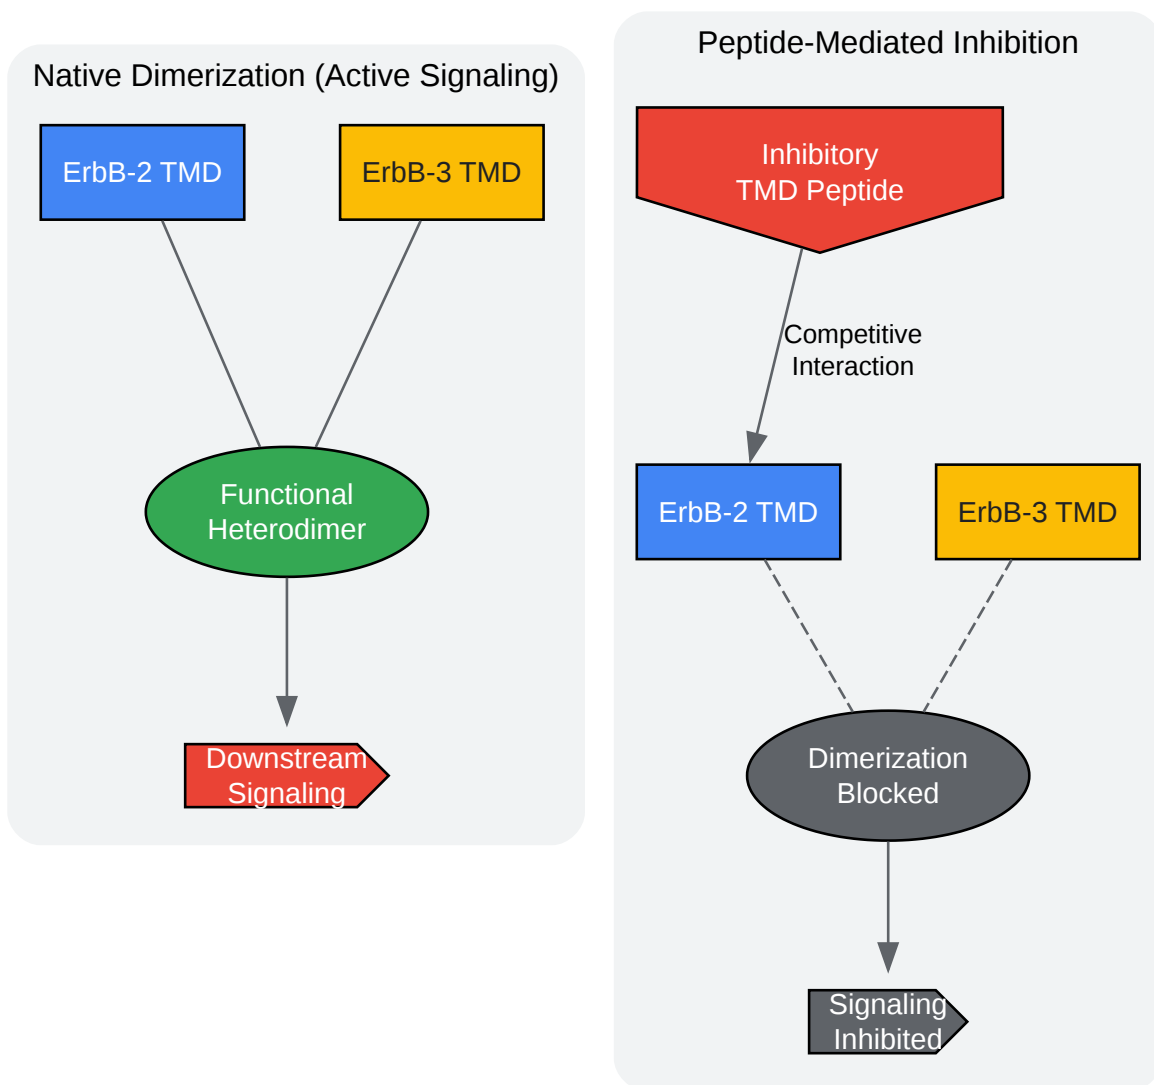 Native Dimerization (Active Signaling)
ErbB-2 TMD
ErbB-3 TMD
Functional
Heterodimer
Downstream
Signaling
Peptide-Mediated Inhibition
Inhibitory
TMD Peptide
Competitive
Interaction
ErbB-2 TMD
ErbB-3 TMD
Dimerization
Blocked
Signaling
Inhibited